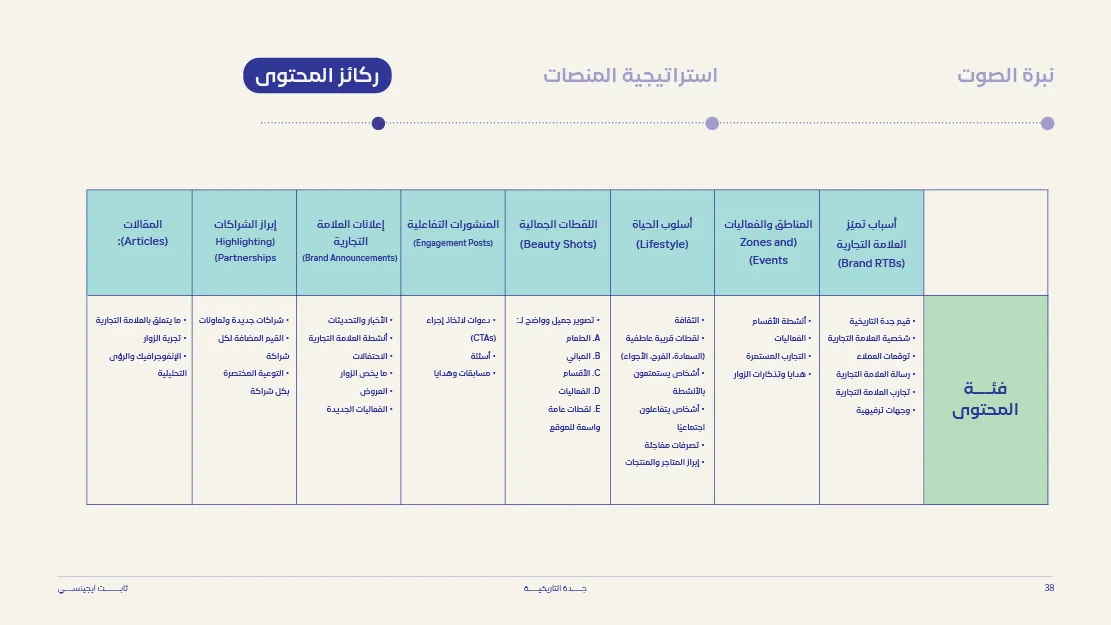 نبرة الصوت
استراتيجية المنصات
ركائز المحتوى
أسباب تميّز
العلامة التجارية
(Brand RTBs)
المناطق والفعاليات
Zones and)
(Events
أسلوب الحياة
(Lifestyle)
اللقطات الجمالية
(Beauty Shots)
المنشورات التفاعلية
(Engagement Posts)
إعلانات العلامة
التجارية
(Brand Announcements)
إبراز الشراكات
Highlighting)
(Partnerships
المقالات
(Articles):
فئـــة
المحتوى
• قيم جدة التاريخية
• شخصية العلامة التجارية
• توقعات العملاء
• رسالة العلامة التجارية
• تجارب العلامة التجارية
• وجهات ترفيهية
• أنشطة الأقسام
• الفعاليات
• التجارب المستمرة
• هدايا وتذكارات الزوار
• الثقافة
• لقطات قريبة عاطفية
(السعادة، الفرح، الأجواء)
• أشخاص يستمتعون
بالأنشطة
• أشخاص يتفاعلون
اجتماعيًا
• تصرفات مفاجئة
• إبراز المتاجر والمنتجات
• تصوير جميل وواضح لـ:
A. الطعام
B. المباني
C. الأقسام
D. الفعاليات
E. لقطات عامة
واسعة للموقع
• دعوات لاتخاذ إجراء
(CTAs)
• أسئلة
• مسابقات وهدايا
• الأخبار والتحديثات
• أنشطة العلامة التجارية
• الاحتفالات
• ما يخص الزوار
• العروض
• الفعاليات الجديدة
• شراكات جديدة وتعاونات
• القيم المضافة لكل
شراكة
• التوعية المختصرة
بكل شراكة
• ما يتعلق بالعلامة التجارية
• تجربة الزوار
• الإنفوجرافيك والرؤى
التحليلية
38
جـــدة التاريخيـــة
ثابـــت ايجينســـي